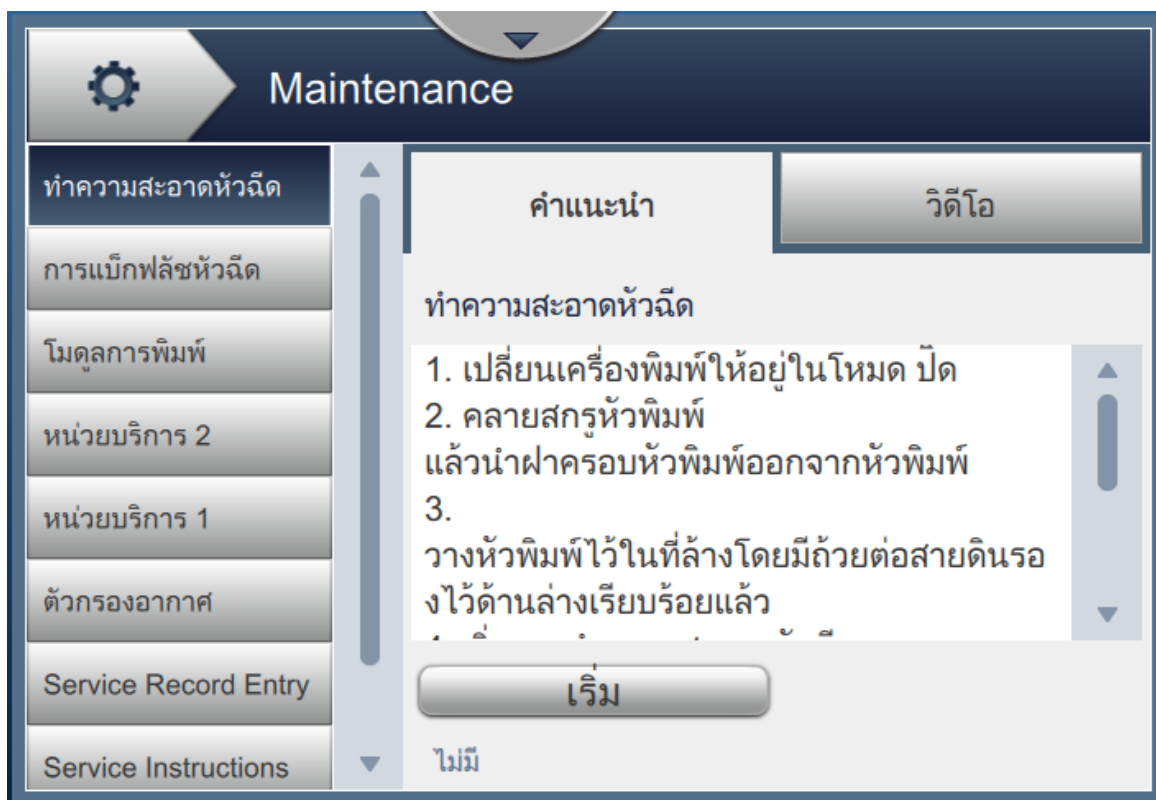 Maintenance
ทำความสะอาดหัวฉีด
การแบ็กฟลัชหัวฉีด
โมดูลการพิมพ์
หน่วยบริการ 2
หน่วยบริการ 1
ตัวกรองอากาศ
Service Record Entry
Service Instructions
คำแนะนำ
วิดีโอ
ทำความสะอาดหัวฉีด
1. เปลี่ยนเครื่องพิมพ์ให้อยู่ในโหมด ปิด
2. คลายสกรูหัวพิมพ์
แล้วนำฝาครอบหัวพิมพ์ออกจากหัวพิมพ์
3.
วางหัวพิมพ์ไว้ในที่ล้างโดยมีถ้วยต่อสายดินรอ
งไว้ด้านล่างเรียบร้อยแล้ว
เริ่ม
ไม่มี